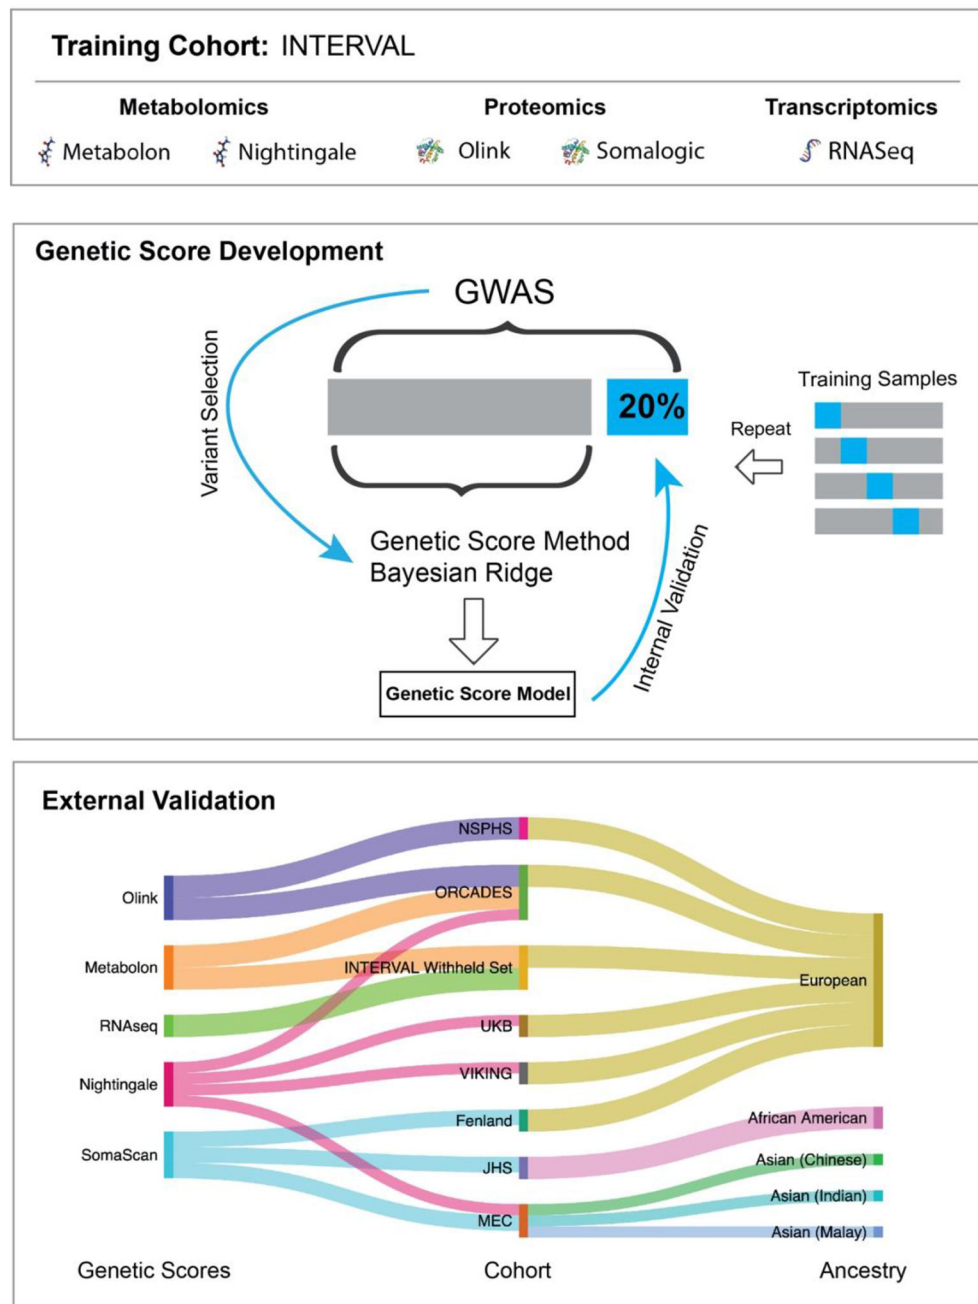 Training Cohort: INTERVAL
Metabolomics Proteomics Transcriptomics
Metabolon Nightingale Olink Somalogic RNASeq
Genetic Score Development
GWAS
Variant Selection
20%
Training Samples
Repeat
Genetic Score Method
Bayesian Ridge
Internal Validation
Genetic Score Model
External Validation
NSPHS
Olink
ORCADES
Metabolon
INTERVAL Withheld Set
European
RNAseq
UKB
Nightingale
VIKING
Fenland
African American
SomaScan
JHS
Asian (Chinese)
Asian (Indian)
MEC
Asian (Malay)
Genetic Scores Cohort Ancestry